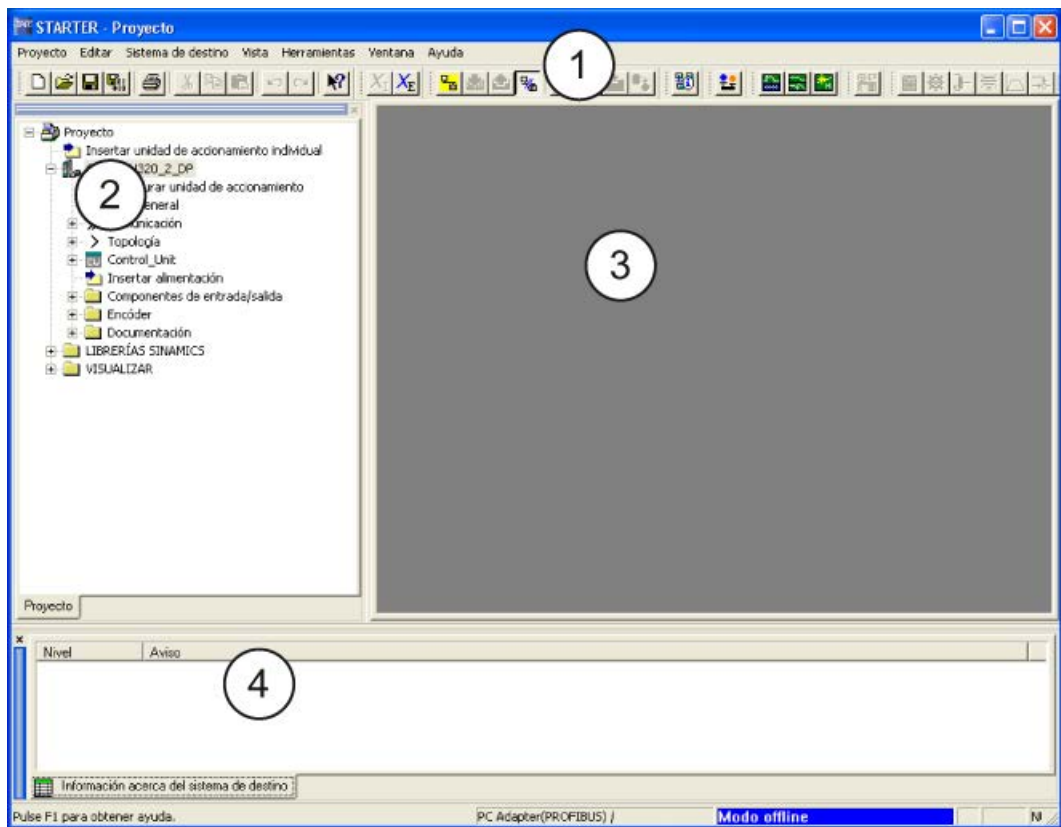 STARTER - Proyecto
Proyecto Editar Sistema de destino Vista Herramientas Ventana Ayuda
1
Proyecto
Insertar unidad de accionamiento individual
320_2_DP
2
unidad de accionamiento
Topología
Control_Unit
Insertar alimentación
Componentes de entrada/salida
Encóder
Documentación
LIBRERÍAS SINAMICS
VISUALIZAR
3
Proyecto
Nivel Aviso
4
Información acerca del sistema de destino
Pulse F1 para obtener ayuda. PC Adapter(PROFIBUS) / Modo offline